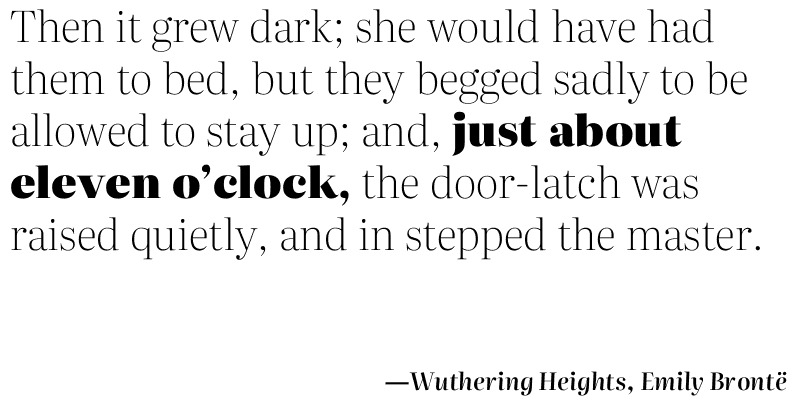 Then it grew dark; she would have had
them to bed, but they begged sadly to be
allowed to stay up; and, just about
eleven o’clock, the door-latch was
raised quietly, and in stepped the master.
—Wuthering Heights, Emily Brontë